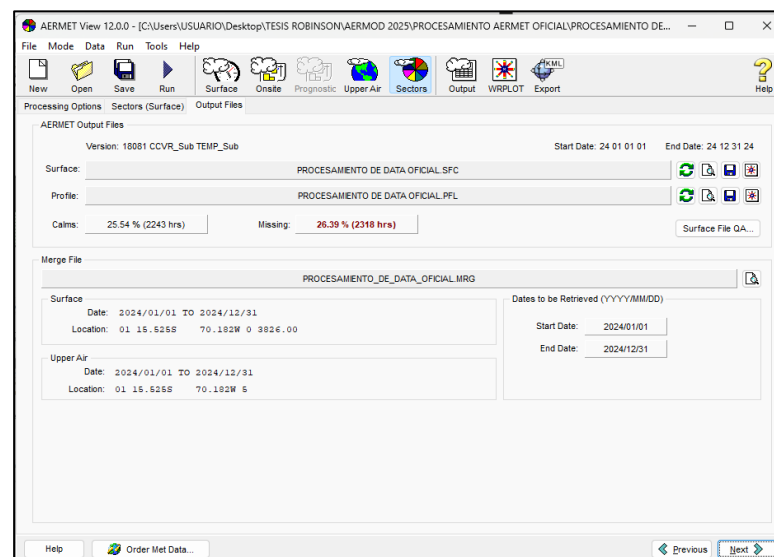 AERMET View 12.0.0 - [C:\Users\USUARIO\Desktop\TESIS ROBINSON\AERMOD 2025\PROCESAMIENTO AERMET OFICIAL\PROCESAMIENTO DE...
File Mode Data Run Tools Help
New Open Save Run Surface Onsite Prognostic Upper Air Sectors Output WRPLOT Export Help
KML
Processing Options Sectors (Surface) Output Files
AERMET Output Files
Version: 18081 CCVR_Sub TEMP_Sub Start Date: 24 01 01 01 End Date: 24 12 31 24
Surface: PROCESAMIENTO DE DATA OFICIAL.SFC
Profile: PROCESAMIENTO DE DATA OFICIAL.PFL
Calms: 25.54 % (2243 hrs) Missing: 26.39 % (2318 hrs) Surface File QA...
Merge File
PROCESAMIENTO_DE_DATA_OFICIAL.MRG
Surface
Date: 2024/01/01 TO 2024/12/31
Location: 01 15.525S 70.182W 0 3826.00
Upper Air
Date: 2024/01/01 TO 2024/12/31
Location: 01 15.525S 70.182W 5
Dates to be Retrieved (YYYY/MM/DD)
Start Date: 2024/01/01
End Date: 2024/12/31
Help Order Met Data... Previous Next